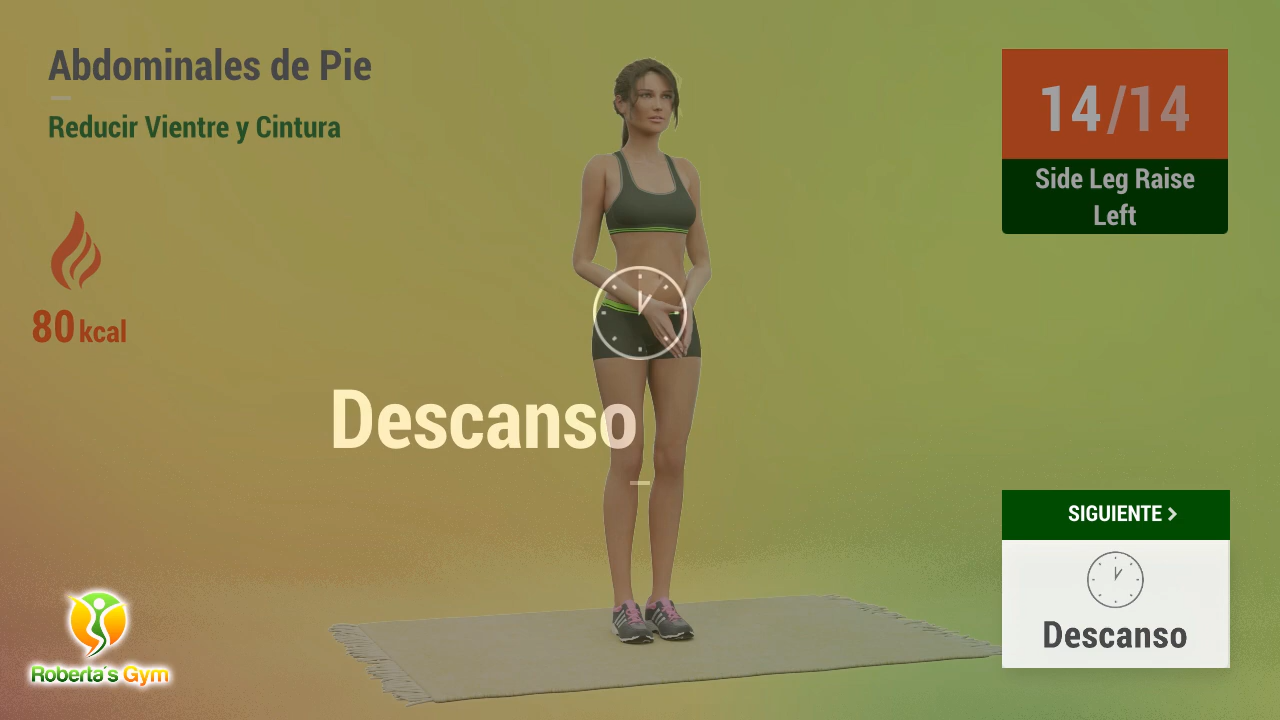 Abdominales de Pie
Reducir Vientre y Cintura
14/14
Side Leg Raise
Left
80 kcal
Descanso
SIGUIENTE >
Descanso
Roberta´s Gym